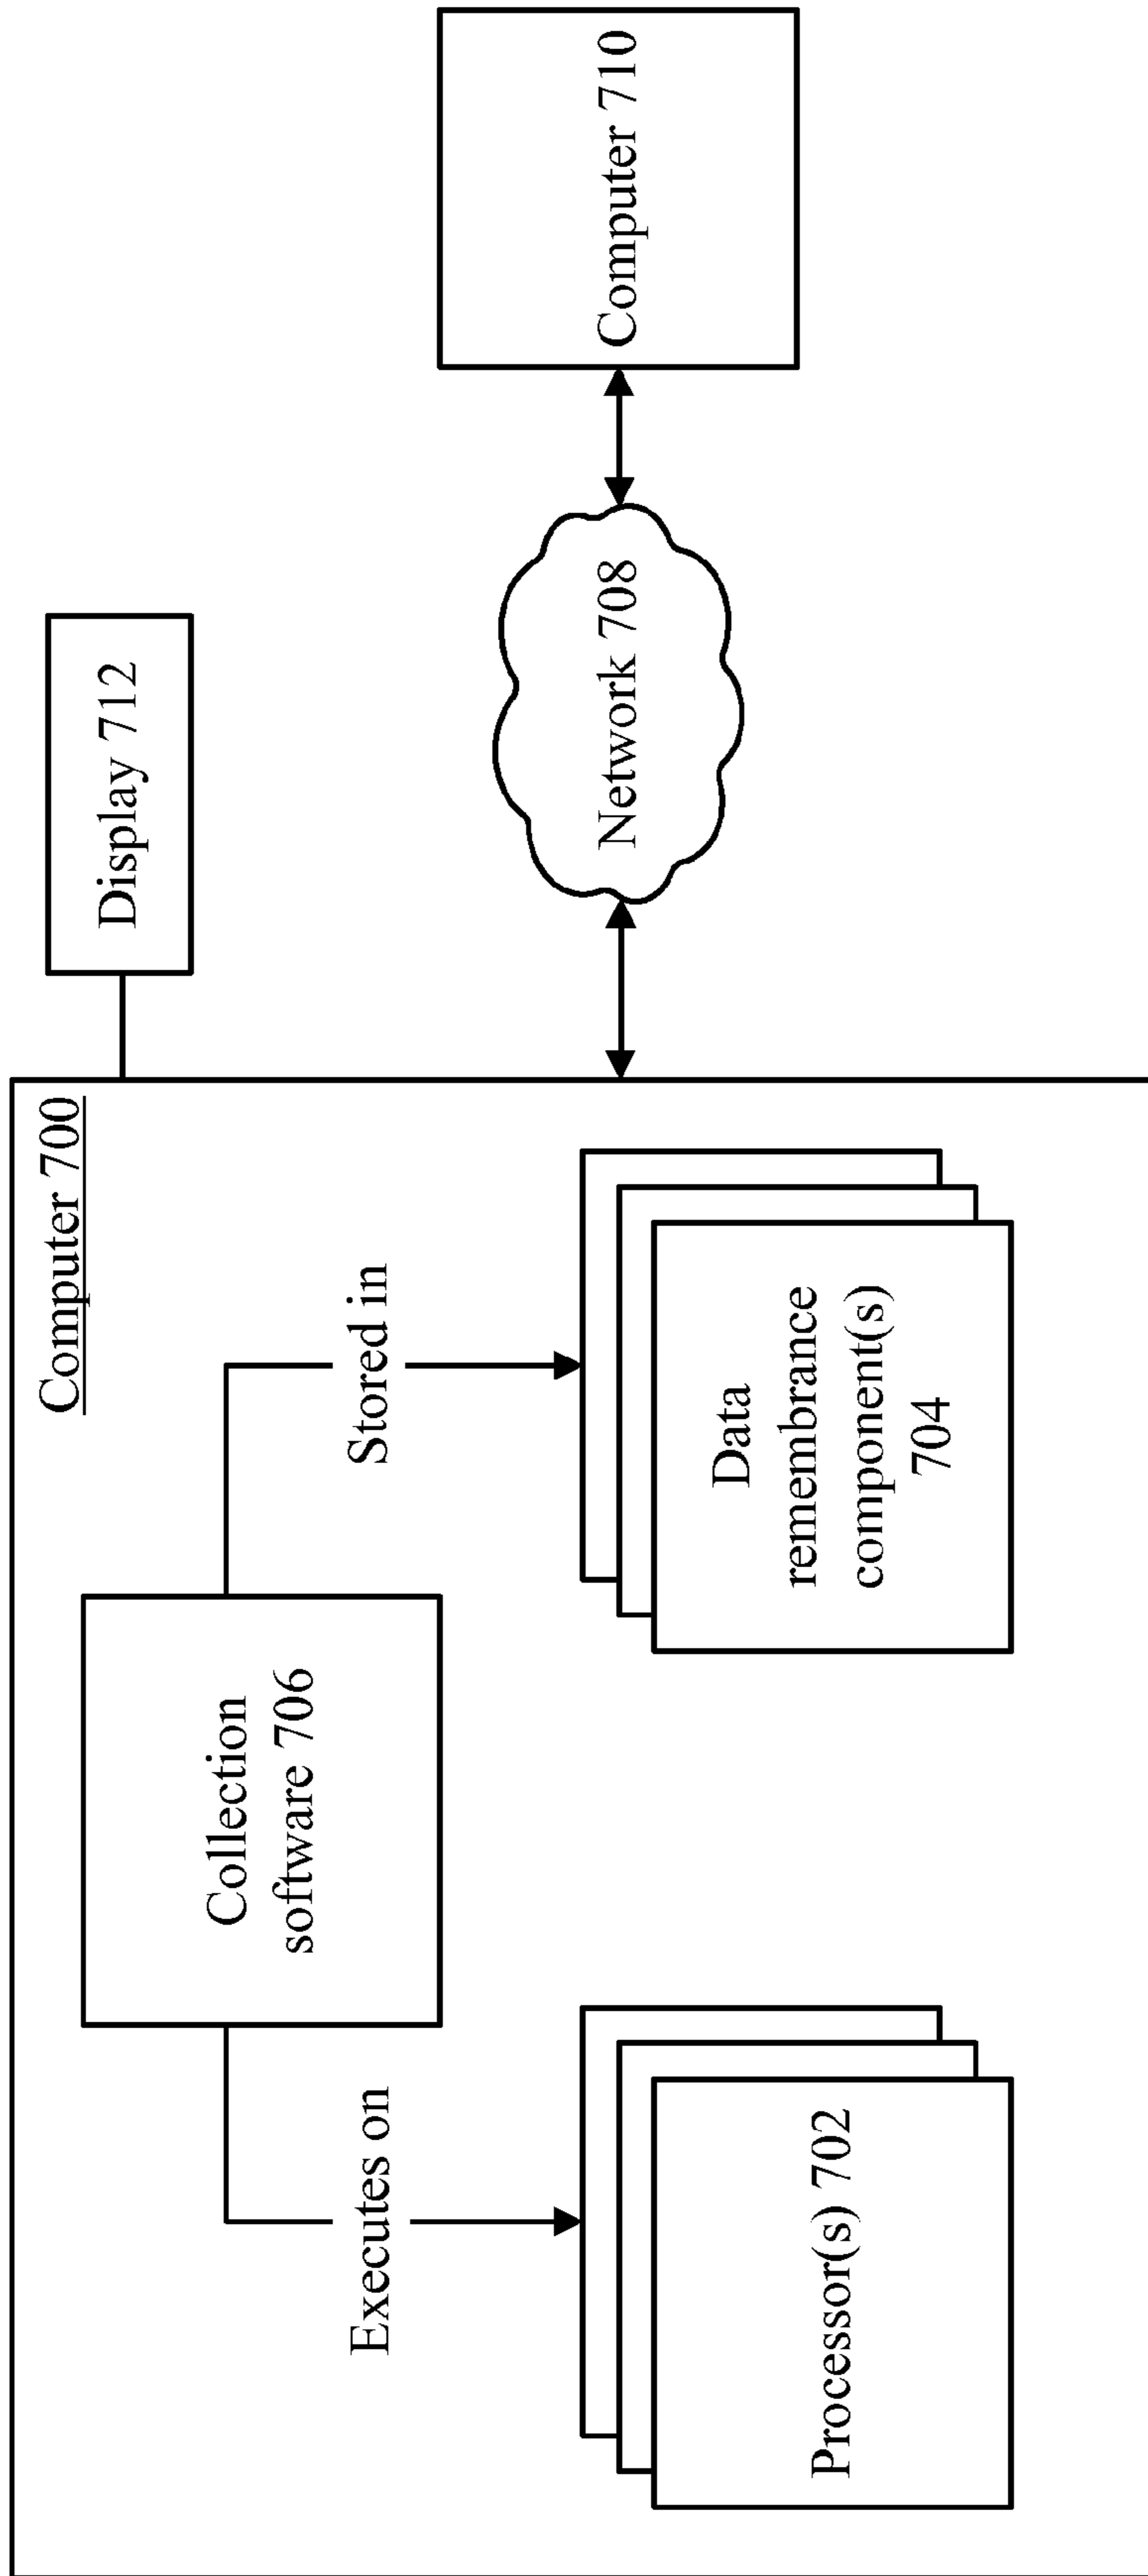 Computer 700
Collection
software 706
Executes on
Stored in
Processor(s) 702
Data
remembrance
component(s)
704
Display 712
Network 708
Computer 710